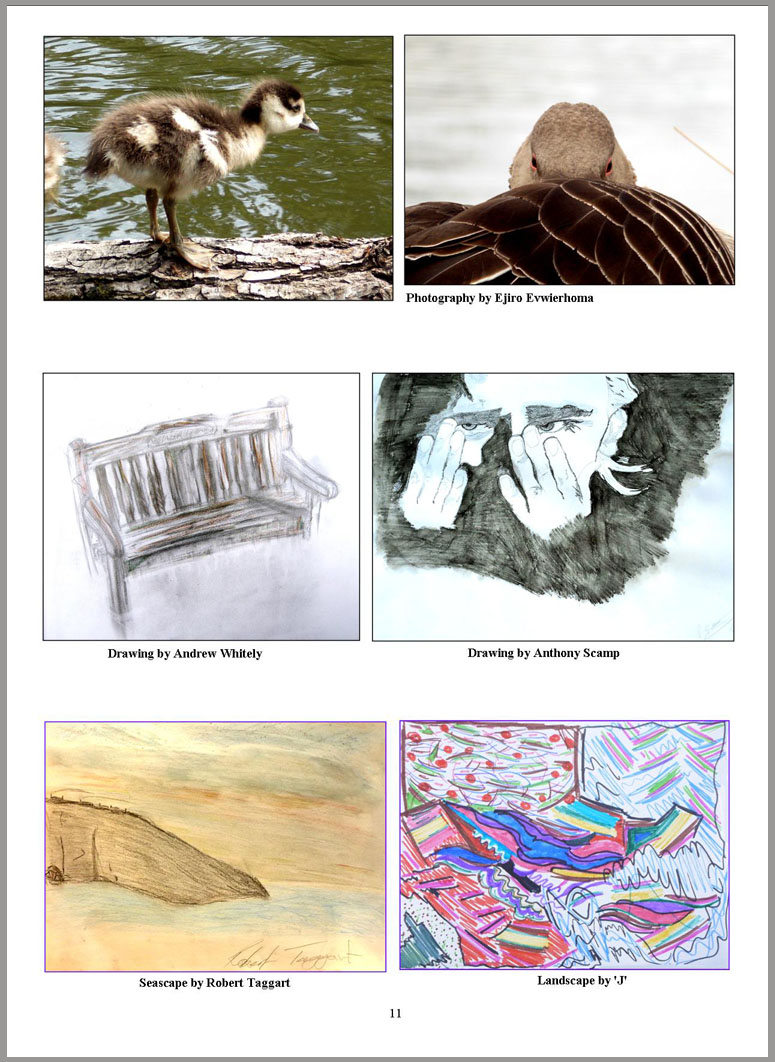 Photography by Ejiro Evwierhoma
Drawing by Andrew Whitely
Drawing by Anthony Scamp
Robert Taggart
Seascape by Robert Taggart
Landscape by 'J'
11